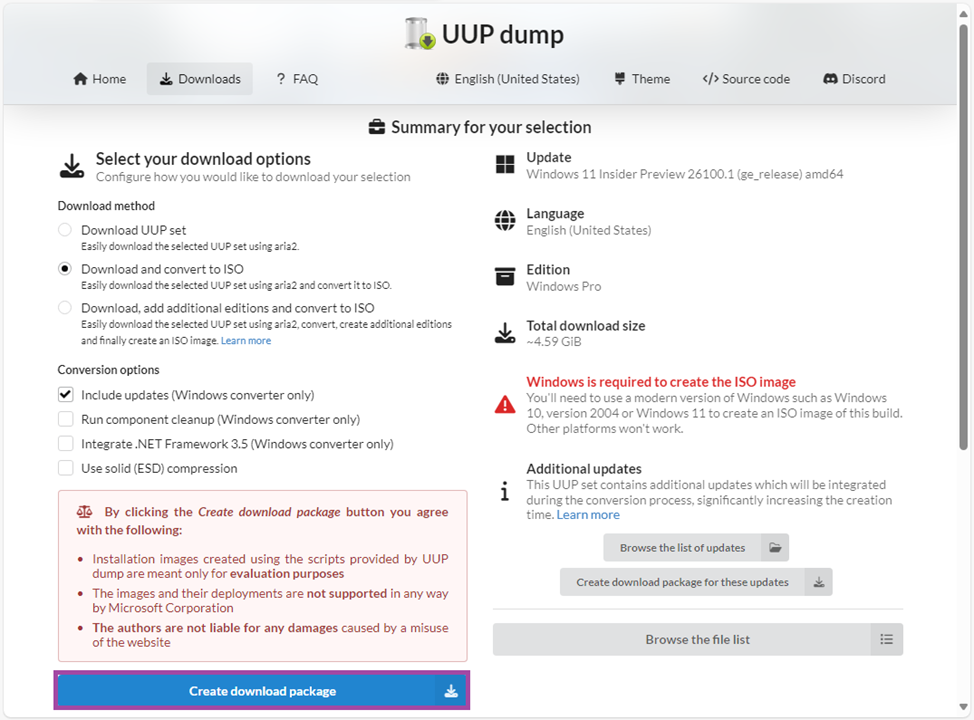 UUP dump
Home
Downloads
? FAQ
English (United States)
Theme
</> Source code
Discord
Summary for your selection
Select your download options
Configure how you would like to download your selection
Download method
Download UUP set
Easily download the selected UUP set using aria2.
Download and convert to ISO
Easily download the selected UUP set using aria2 and convert it to ISO.
Download, add additional editions and convert to ISO
Easily download the selected UUP set using aria2, convert, create additional editions
and finally create an ISO image. Learn more
Conversion options
Include updates (Windows converter only)
Run component cleanup (Windows converter only)
Integrate .NET Framework 3.5 (Windows converter only)
Use solid (ESD) compression
By clicking the Create download package button you agree
with the following:
• Installation images created using the scripts provided by UUP
dump are meant only for evaluation purposes
• The images and their deployments are not supported in any way
by Microsoft Corporation
• The authors are not liable for any damages caused by a misuse
of the website
Create download package
Update
Windows 11 Insider Preview 26100.1 (ge_release) amd64
Language
English (United States)
Edition
Windows Pro
Total download size
~4.59 GiB
Windows is required to create the ISO image
You'll need to use a modern version of Windows such as Windows
10, version 2004 or Windows 11 to create an ISO image of this build.
Other platforms won't work.
Additional updates
This UUP set contains additional updates which will be integrated
during the conversion process, significantly increasing the creation
time. Learn more
Browse the list of updates
Create download package for these updates
Browse the file list